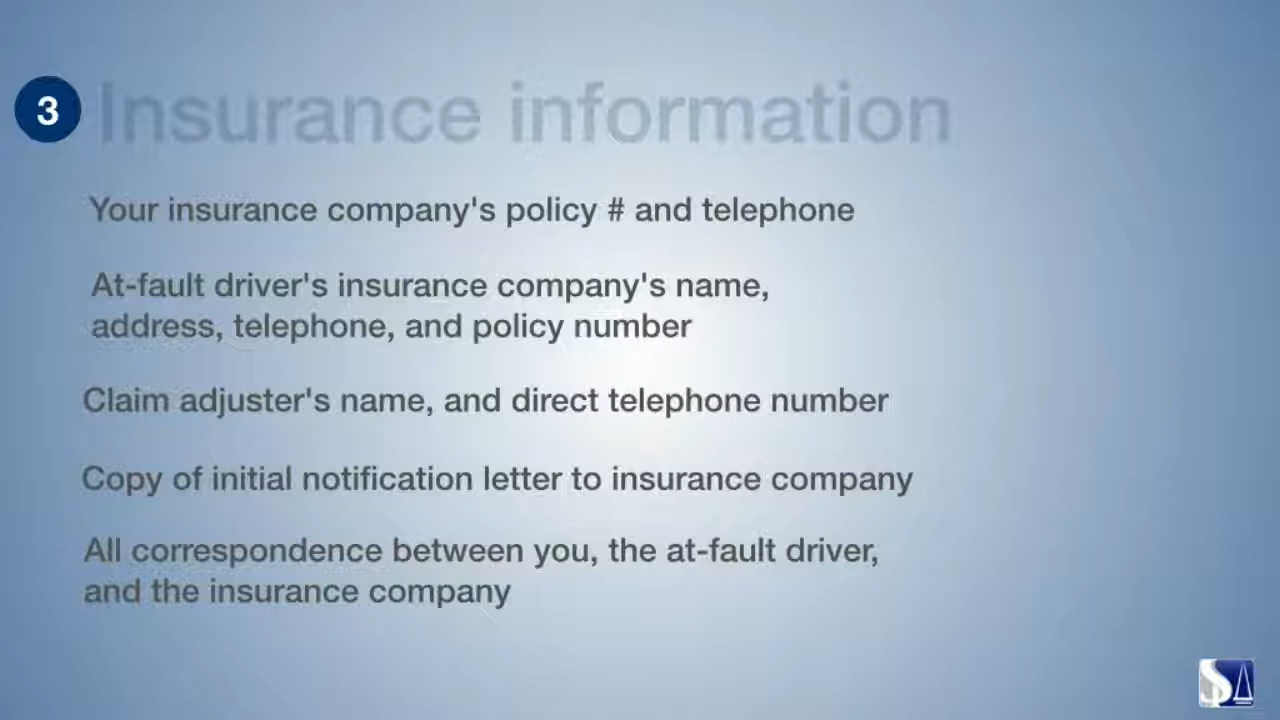 3 Insurance information
Your insurance company's policy # and telephone
At-fault driver's insurance company's name,
address, telephone, and policy number
Claim adjuster's name, and direct telephone number
Copy of initial notification letter to insurance company
All correspondence between you, the at-fault driver,
and the insurance company